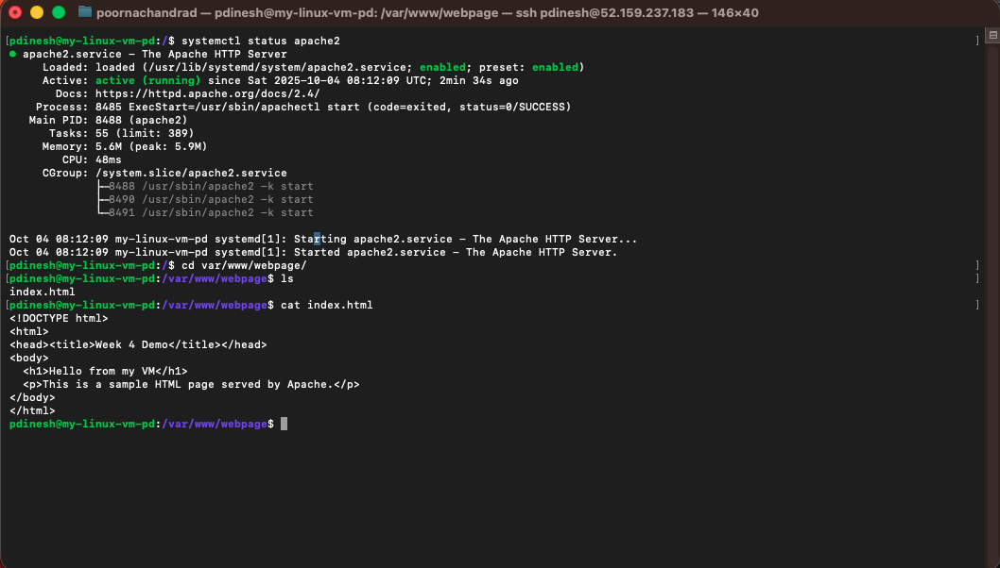 poornachandrad — pdinesh@my-linux-vm-pd: /var/www/webpage — ssh pdinesh@52.159.237.183 — 146×40
[pdinesh@my-linux-vm-pd:/$ systemctl status apache2 ]
● apache2.service - The Apache HTTP Server
     Loaded: loaded (/usr/lib/systemd/system/apache2.service; enabled; preset: enabled)
     Active: active (running) since Sat 2025-10-04 08:12:09 UTC; 2min 34s ago
       Docs: https://httpd.apache.org/docs/2.4/
    Process: 8485 ExecStart=/usr/sbin/apachectl start (code=exited, status=0/SUCCESS)
   Main PID: 8488 (apache2)
      Tasks: 55 (limit: 389)
     Memory: 5.6M (peak: 5.9M)
        CPU: 48ms
     CGroup: /system.slice/apache2.service
             ├─8488 /usr/sbin/apache2 -k start
             ├─8490 /usr/sbin/apache2 -k start
             └─8491 /usr/sbin/apache2 -k start
Oct 04 08:12:09 my-linux-vm-pd systemd[1]: Starting apache2.service - The Apache HTTP Server...
Oct 04 08:12:09 my-linux-vm-pd systemd[1]: Started apache2.service - The Apache HTTP Server.
[pdinesh@my-linux-vm-pd:/$ cd var/www/webpage/ ]
[pdinesh@my-linux-vm-pd:/var/www/webpage$ ls ]
index.html
[pdinesh@my-linux-vm-pd:/var/www/webpage$ cat index.html ]
<!DOCTYPE html>
<html>
<head><title>Week 4 Demo</title></head>
<body>
  <h1>Hello from my VM</h1>
  <p>This is a sample HTML page served by Apache.</p>
</body>
</html>
pdinesh@my-linux-vm-pd:/var/www/webpage$